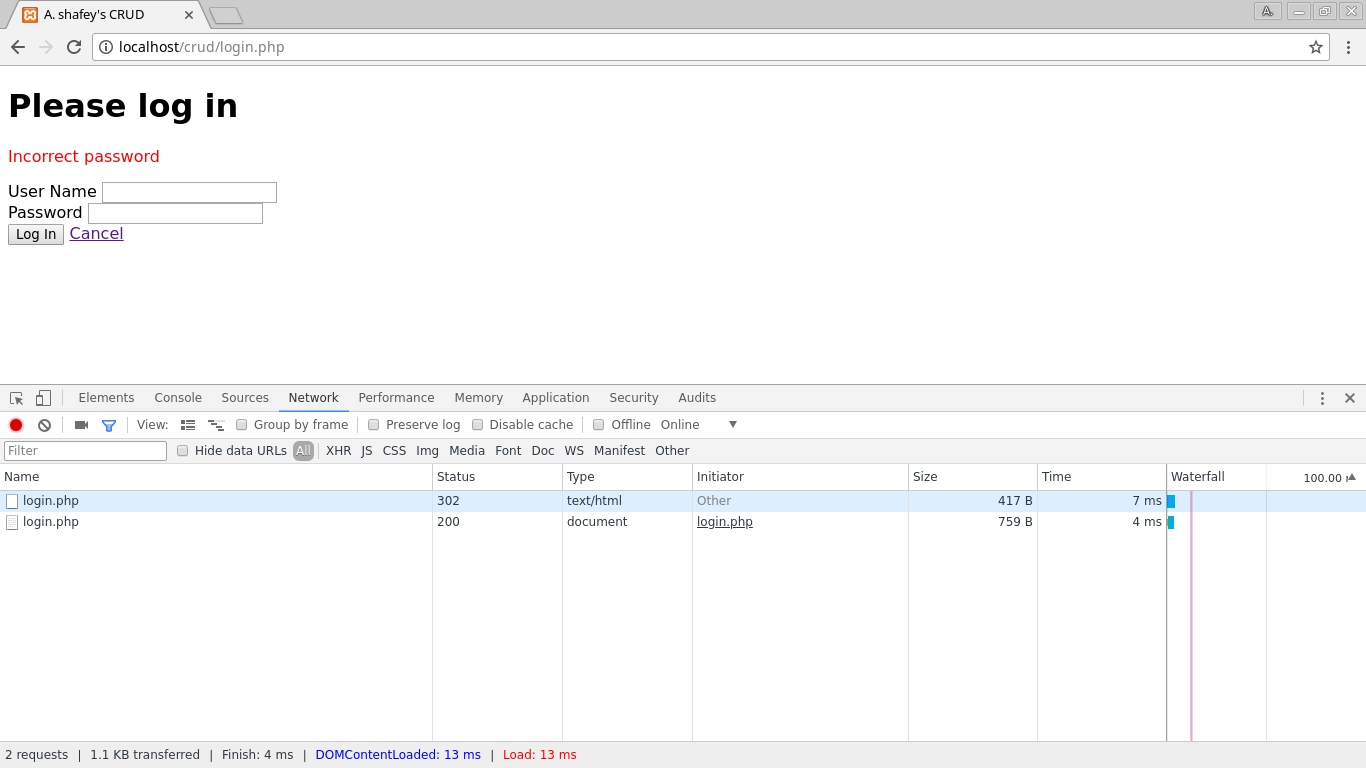 A. shafey's CRUD
A.
localhost/crud/login.php
Please log in
Incorrect password
User Name
Password
Log In Cancel
Elements Console Sources Network Performance Memory Application Security Audits
View: Group by frame Preserve log Disable cache Offline Online
Filter Hide data URLs All XHR JS CSS Img Media Font Doc WS Manifest Other
Name Status Type Initiator Size Time Waterfall 100.00
login.php 302 text/html Other 417 B 7 ms
login.php 200 document login.php 759 B 4 ms
2 requests | 1.1 KB transferred | Finish: 4 ms | DOMContentLoaded: 13 ms | Load: 13 ms